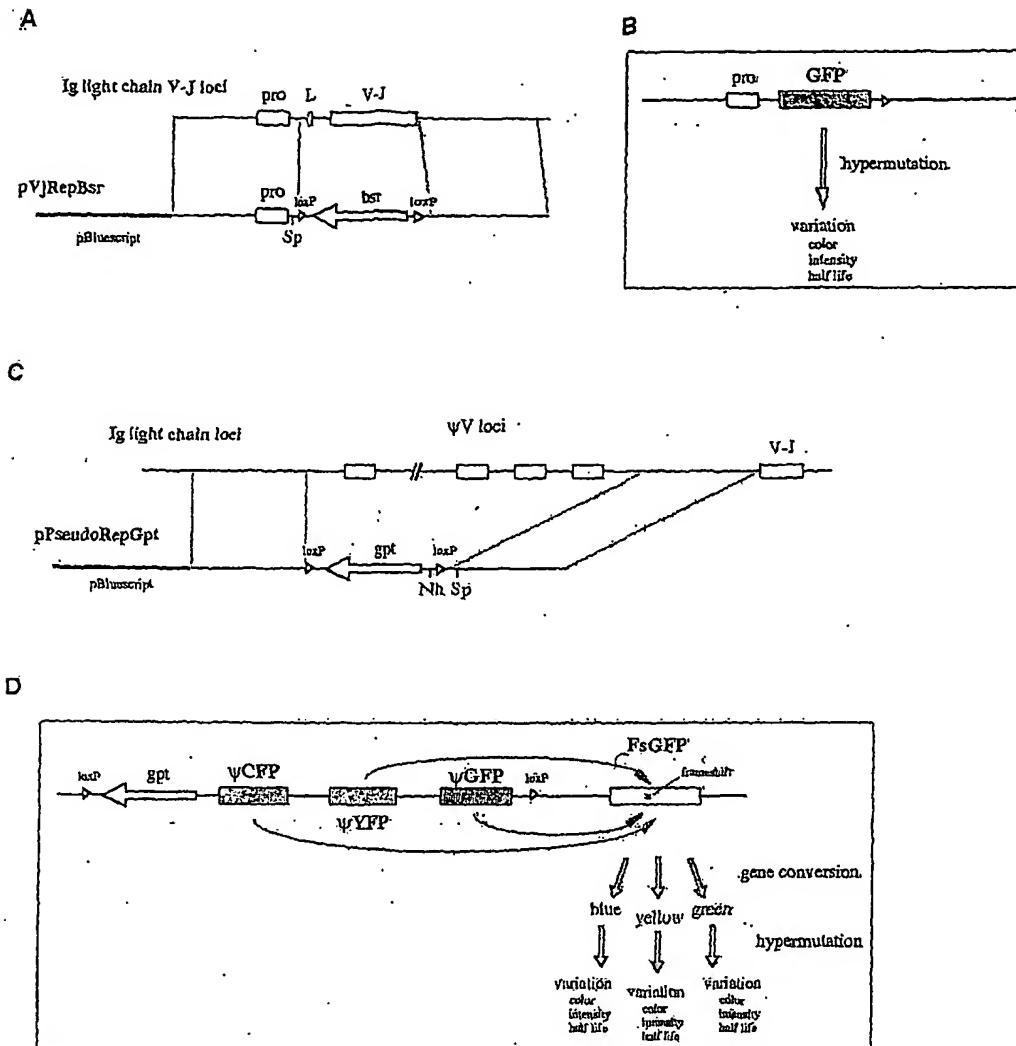 A
Ig light chain V-J loci
pro L V-J
pVjRepBsr
pro loxP bsr loxP
Sp
pBluescript
B
pro GFP
hypermutation
variation
color
intensity
half life
C
Ig light chain loci
ψV loci
V-J
pPseudoRepGpt
loxP gpt loxP
pBluescript
Nh Sp
D
loxP gpt ψCFP ψGFP loxP
ψYFP
FsGFP
frameshift
gene conversion
blue yellow green
hypermutation
variation variation variation
color color color
intensity intensity intensity
half life half life half life